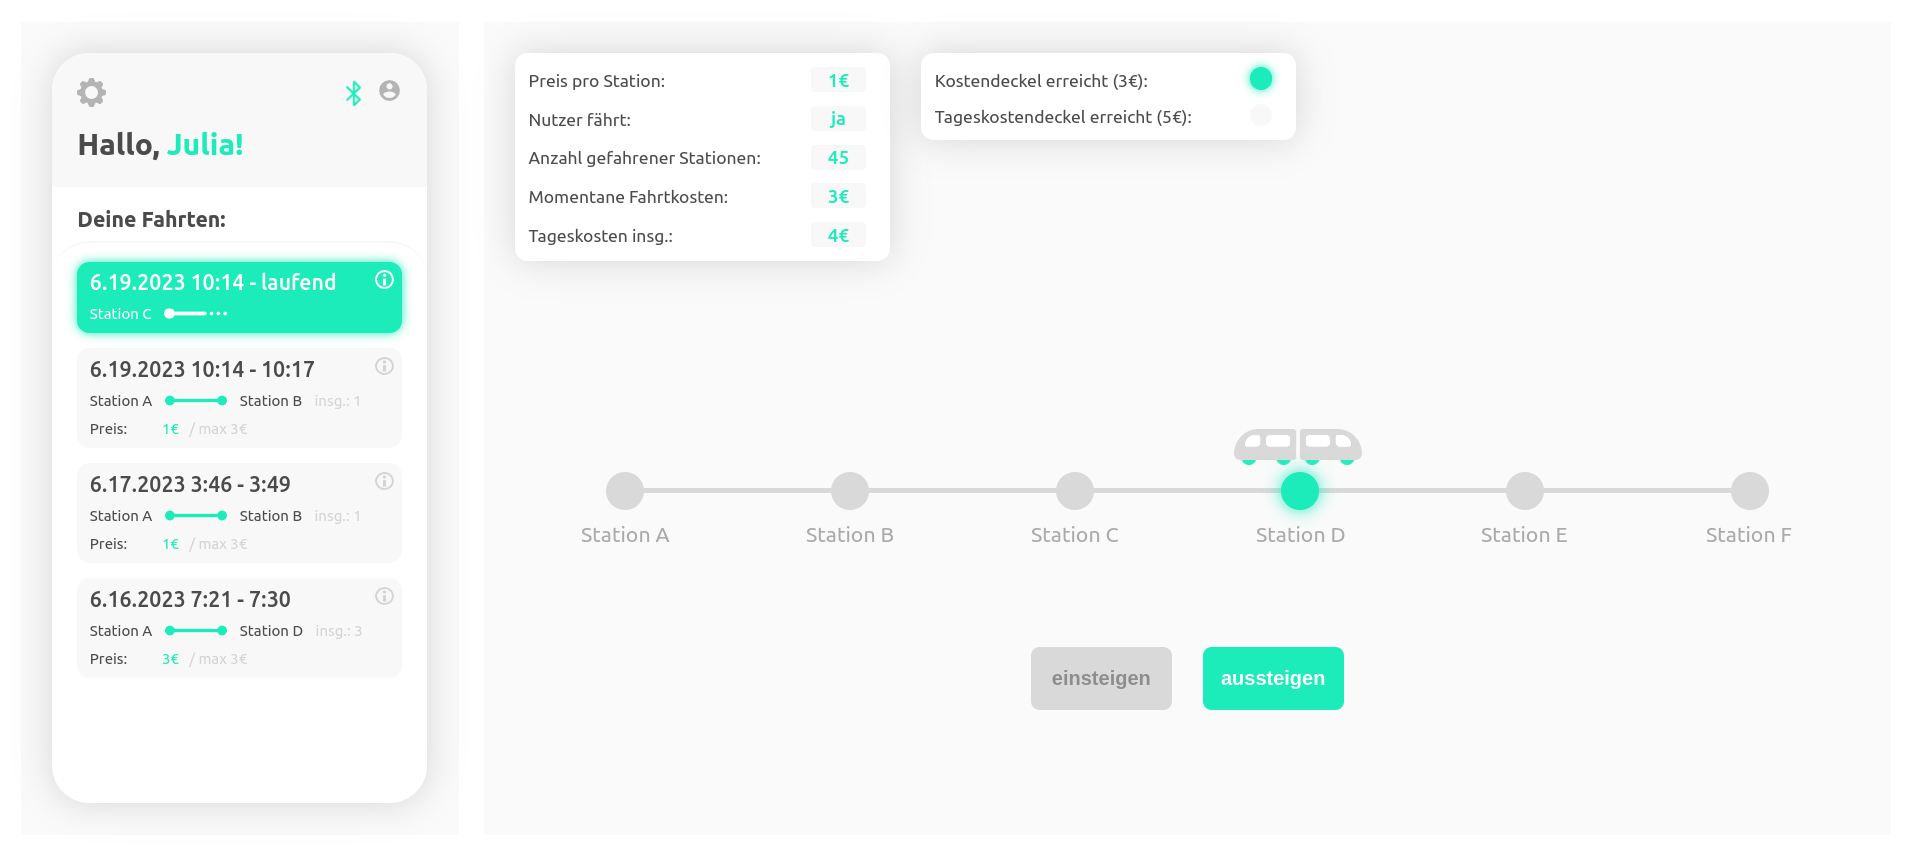 Hallo, Julia!
Deine Fahrten:
6.19.2023 10:14 - laufend
Station C
6.19.2023 10:14 - 10:17
Station A Station B insg.: 1
Preis: 1€ / max 3€
6.17.2023 3:46 - 3:49
Station A Station B insg.: 1
Preis: 1€ / max 3€
6.16.2023 7:21 - 7:30
Station A Station D insg.: 3
Preis: 3€ / max 3€
Preis pro Station: 1€
Nutzer fährt: ja
Anzahl gefahrener Stationen: 45
Momentane Fahrtkosten: 3€
Tageskosten insg.: 4€
Kostendeckel erreicht (3€):
Tageskostendeckel erreicht (5€):
Station A Station B Station C Station D Station E Station F
einsteigen aussteigen